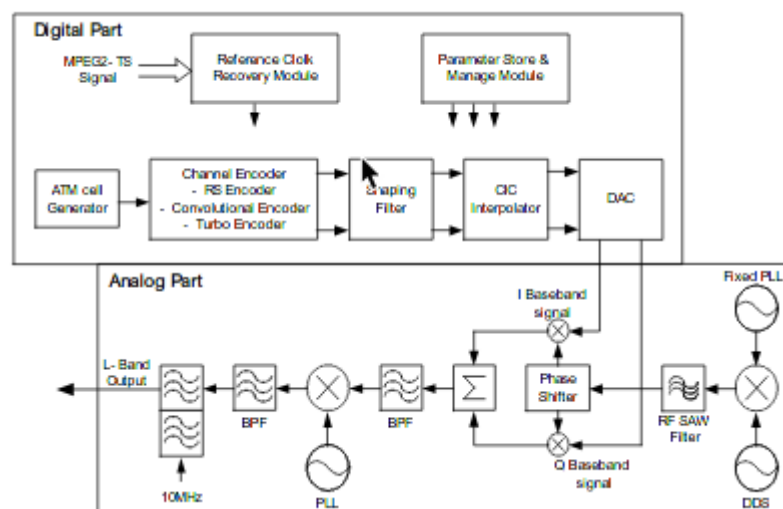 Digital Part
MPEG2- TS
Signal
Reference Clolk
Recovery Module
Parameter Store &
Manage Module
ATM cell
Generator
Channel Encoder
- RS Encoder
- Convolutional Encoder
- Turbo Encoder
Shaping
Filter
CIC
Interpolator
DAC
Analog Part
I Baseband
signal
Fixed PLL
L- Band
Output
BPF
BPF
Σ
Phase
Shifter
RF SAW
Filter
Q Baseband
signal
10MHz
PLL
DDS